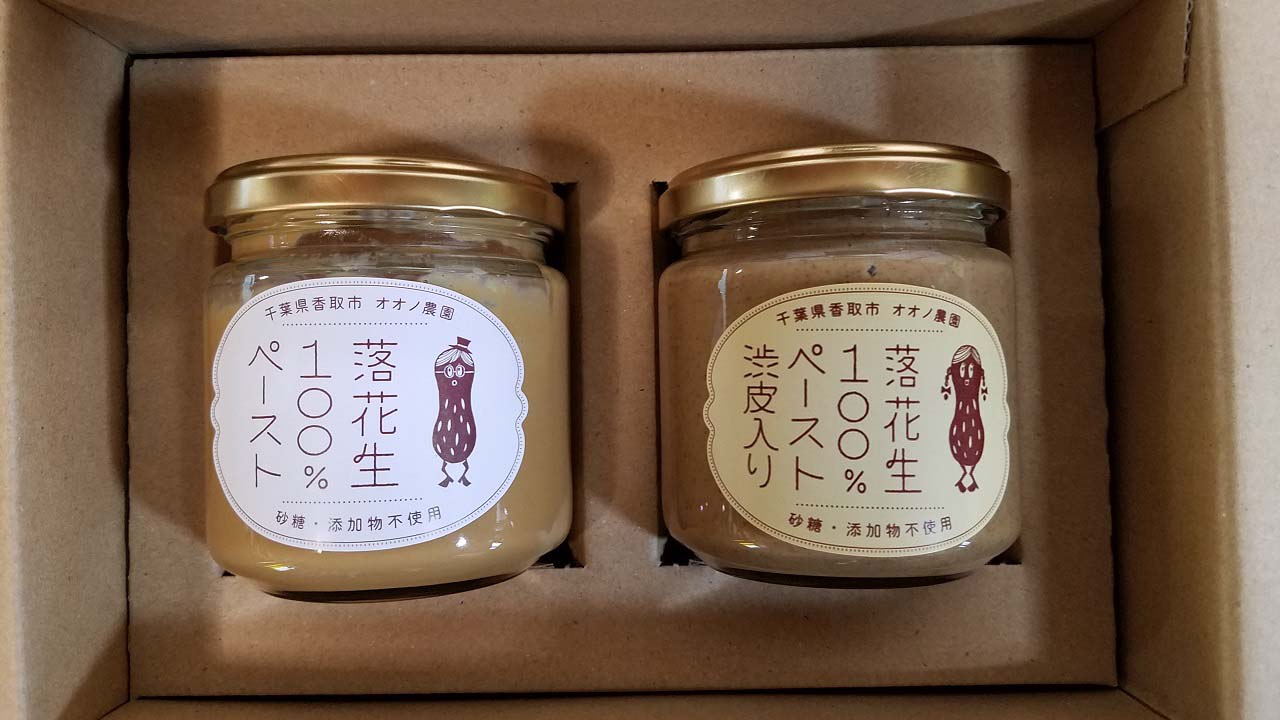 千葉県香取市 オオノ農園
落花生
100%
ペースト
砂糖・添加物不使用
千葉県香取市 オオノ農園
落花生
100%
ペースト
渋皮入り
砂糖・添加物不使用